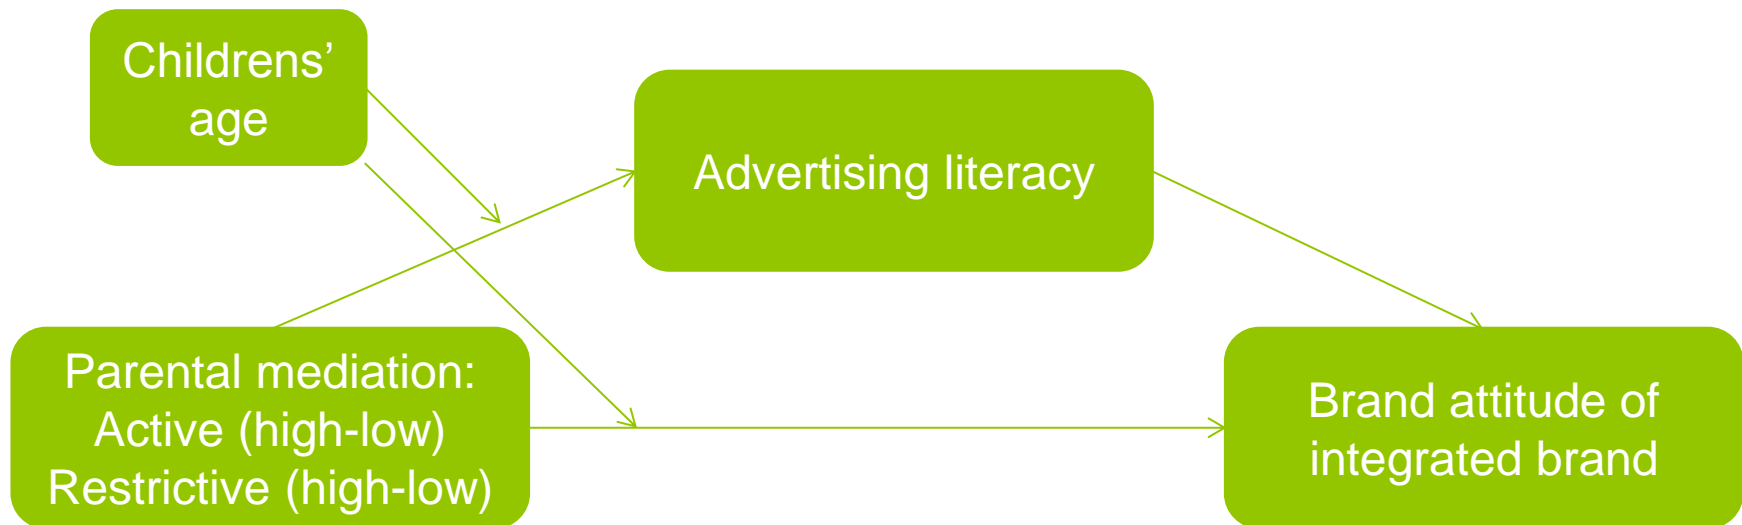 Childrens’
age
Advertising literacy
Parental mediation:
Active (high-low)
Restrictive (high-low)
Brand attitude of
integrated brand